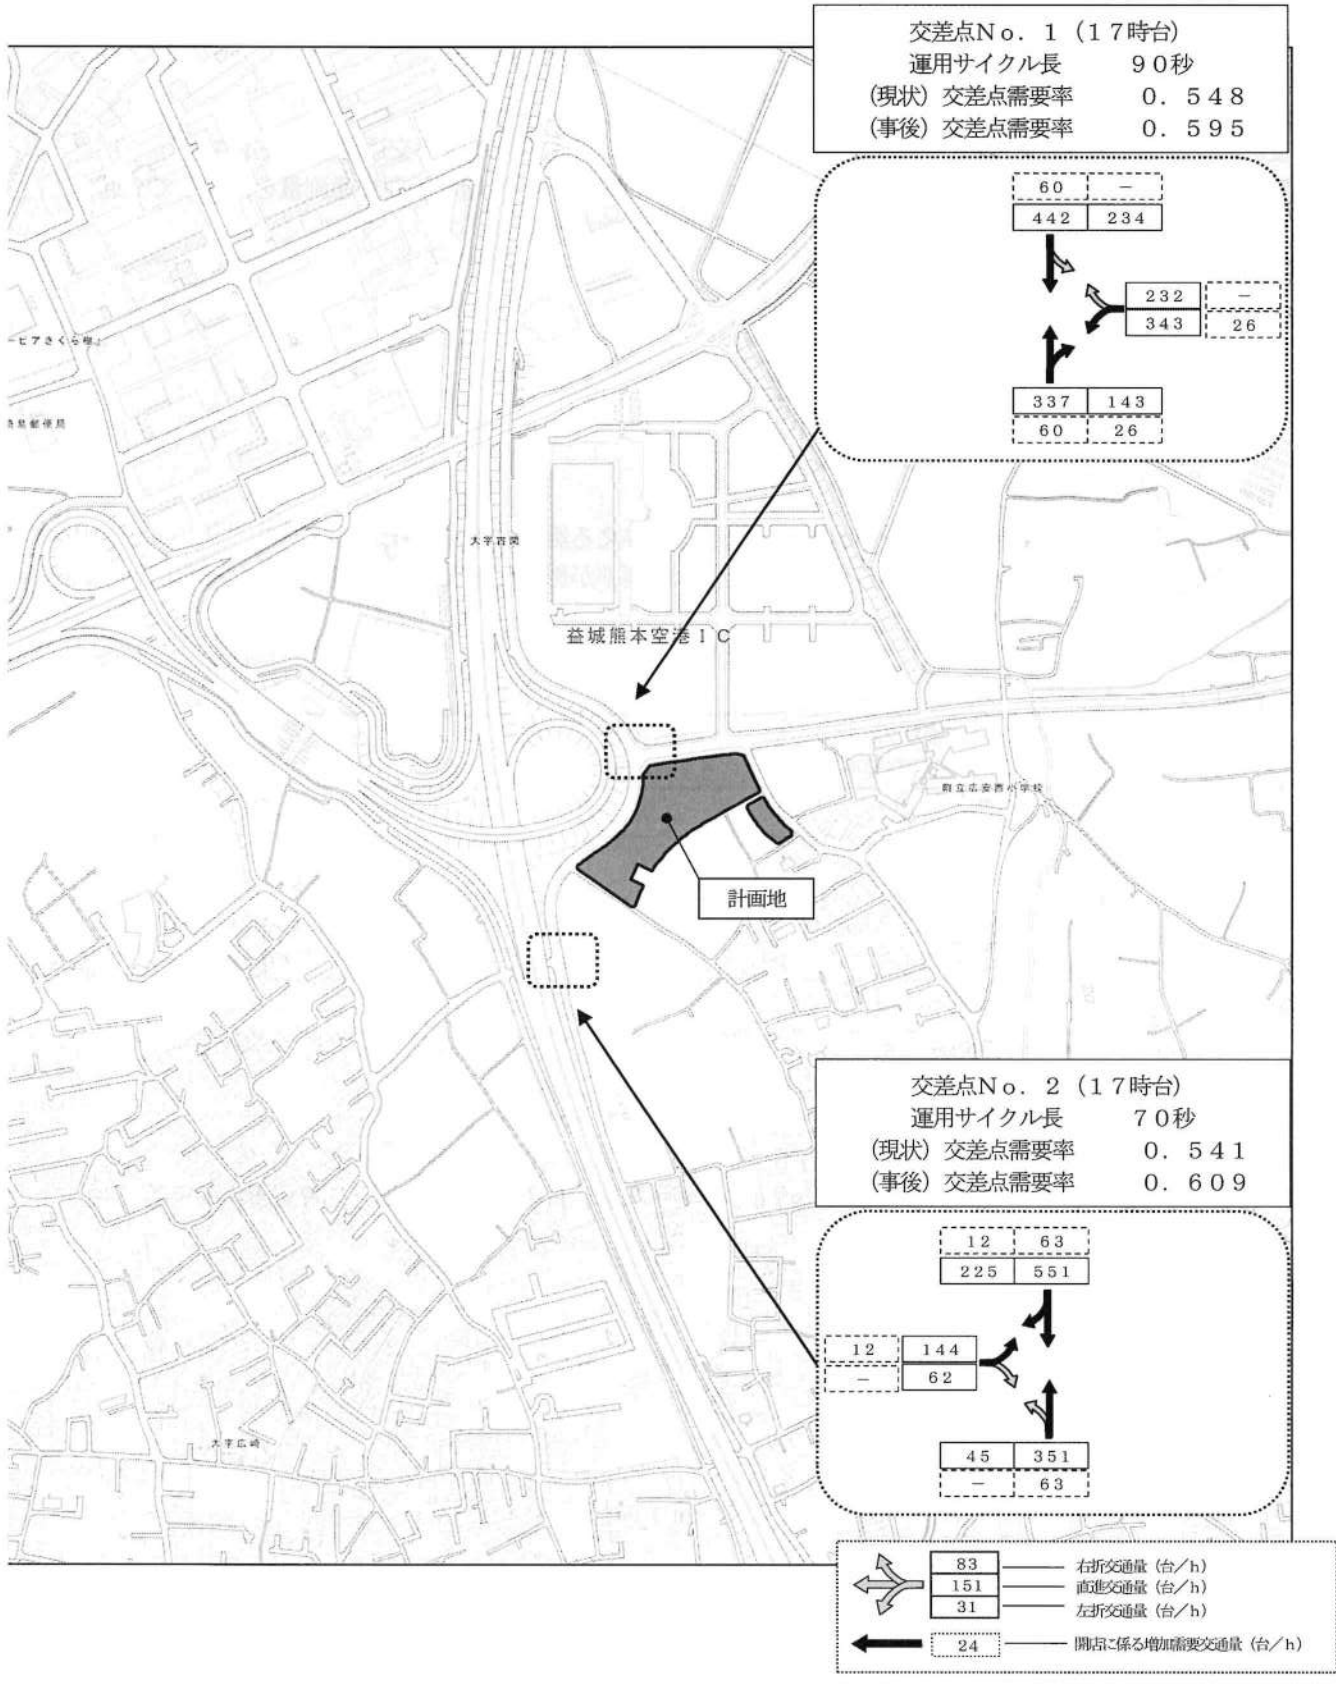 交差点Ｎｏ．１（１７時台）
運用サイクル長　９０秒
（現状）交差点需要率　０．５４８
（事後）交差点需要率　０．５９５
60 －
442 234
232 －
343 26
337 143
60 26
大字古閑
益城熊本空港ＩＣ
町立広安西小学校
計画地
交差点Ｎｏ．２（１７時台）
運用サイクル長　７０秒
（現状）交差点需要率　０．５４１
（事後）交差点需要率　０．６０９
12 63
225 551
12 144
－ 62
45 351
－ 63
大字広崎
83 右折交通量（台／ｈ）
151 直進交通量（台／ｈ）
31 左折交通量（台／ｈ）
24 開店に係る増加需要交通量（台／ｈ）